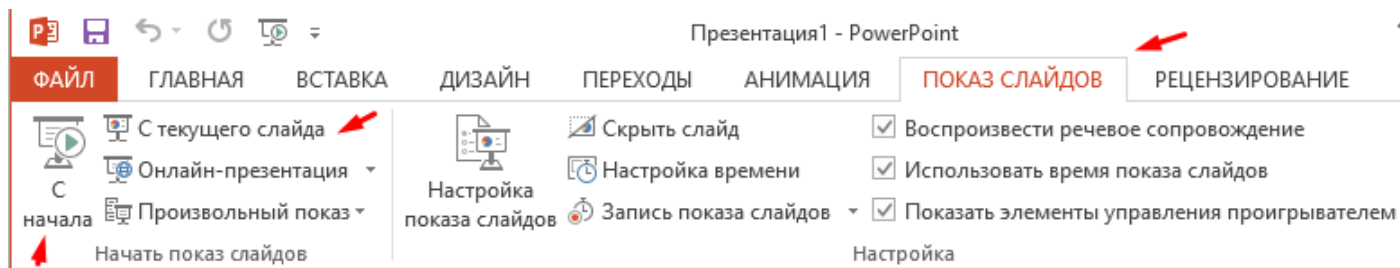 Презентация1 - PowerPoint
ФАЙЛ ГЛАВНАЯ ВСТАВКА ДИЗАЙН ПЕРЕХОДЫ АНИМАЦИЯ ПОКАЗ СЛАЙДОВ РЕЦЕНЗИРОВАНИЕ
С начала
С текущего слайда
Онлайн-презентация
Произвольный показ
Начать показ слайдов
Настройка
показа слайдов
Скрыть слайд
Настройка времени
Запись показа слайдов
Воспроизвести речевое сопровождение
Использовать время показа слайдов
Показать элементы управления проигрывателем
Настройка